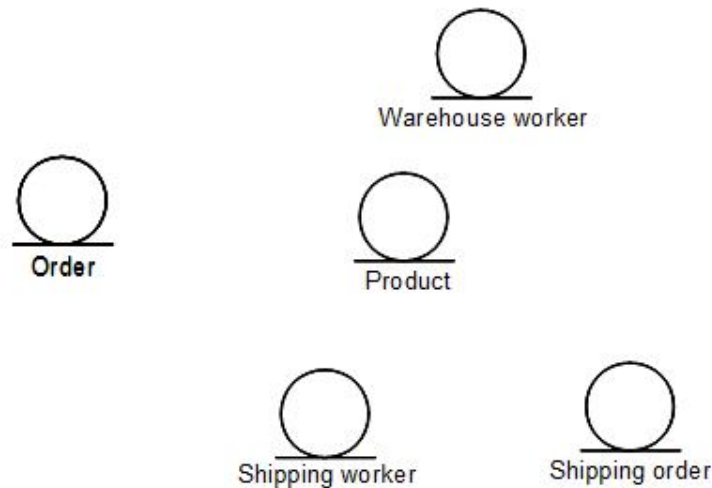 Warehouse worker
Order
Product
Shipping worker
Shipping order